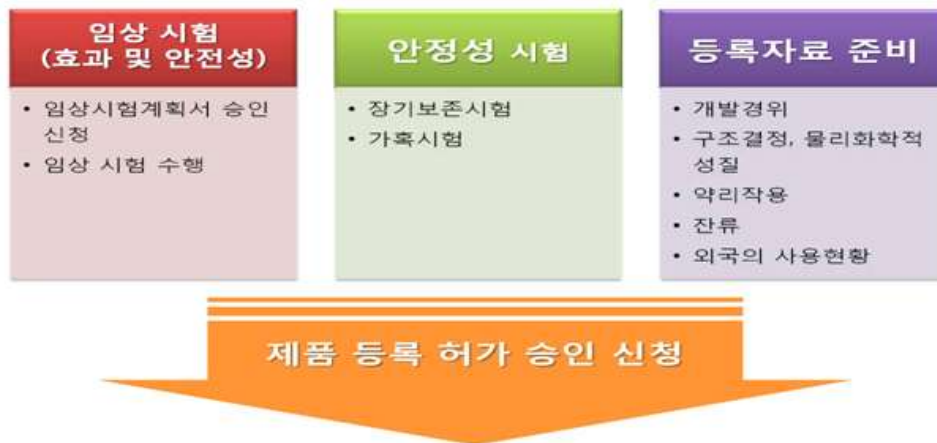 임상 시험
(효과 및 안전성)
• 임상시험계획서 승인
신청
• 임상 시험 수행
안정성 시험
• 장기보존시험
• 가혹시험
등록자료 준비
• 개발경위
• 구조결정, 물리화학적
성질
• 약리작용
• 잔류
• 외국의 사용현황
제품 등록 허가 승인 신청